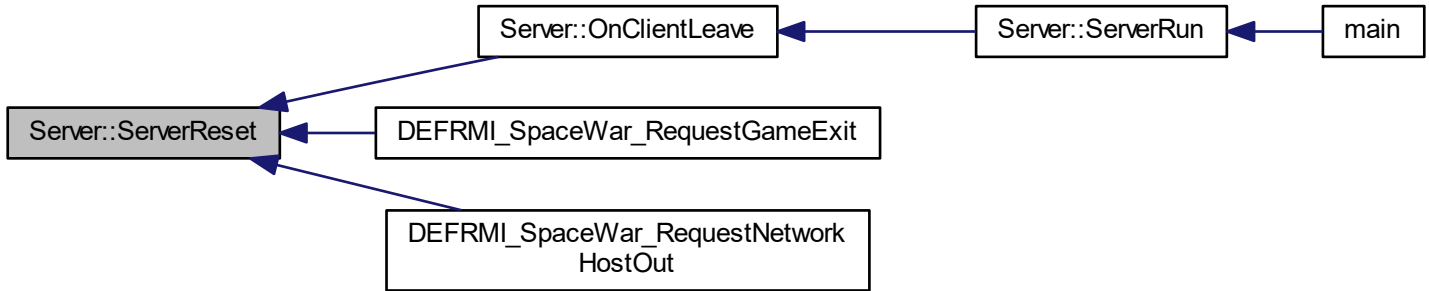 Server::OnClientLeave
Server::ServerRun
main
Server::ServerReset
DEFRMI_SpaceWar_RequestGameExit
DEFRMI_SpaceWar_RequestNetwork
HostOut